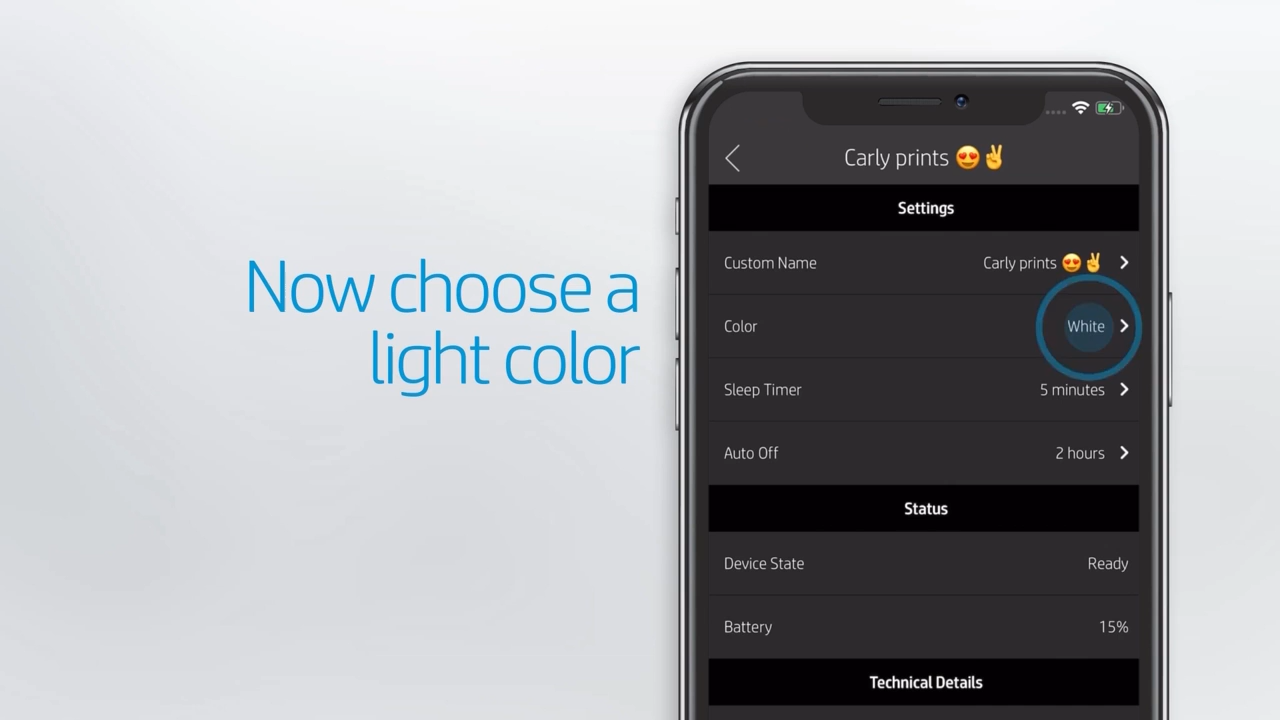 Now choose a
light color
Carly prints 😍✌️
Settings
Custom Name Carly prints 😍✌️
Color White
Sleep Timer 5 minutes
Auto Off 2 hours
Status
Device State Ready
Battery 15%
Technical Details